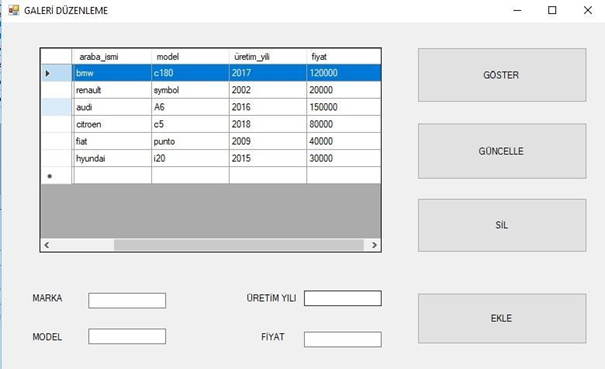 GALERİ DÜZENLEME
araba_ismi model üretim_yili fiyat
bmw c180 2017 120000
renault symbol 2002 20000
audi A6 2016 150000
citroen c5 2018 80000
fiat punto 2009 40000
hyundai i20 2015 30000
GÖSTER
GÜNCELLE
SİL
MARKA
ÜRETİM YILI
MODEL
FİYAT
EKLE